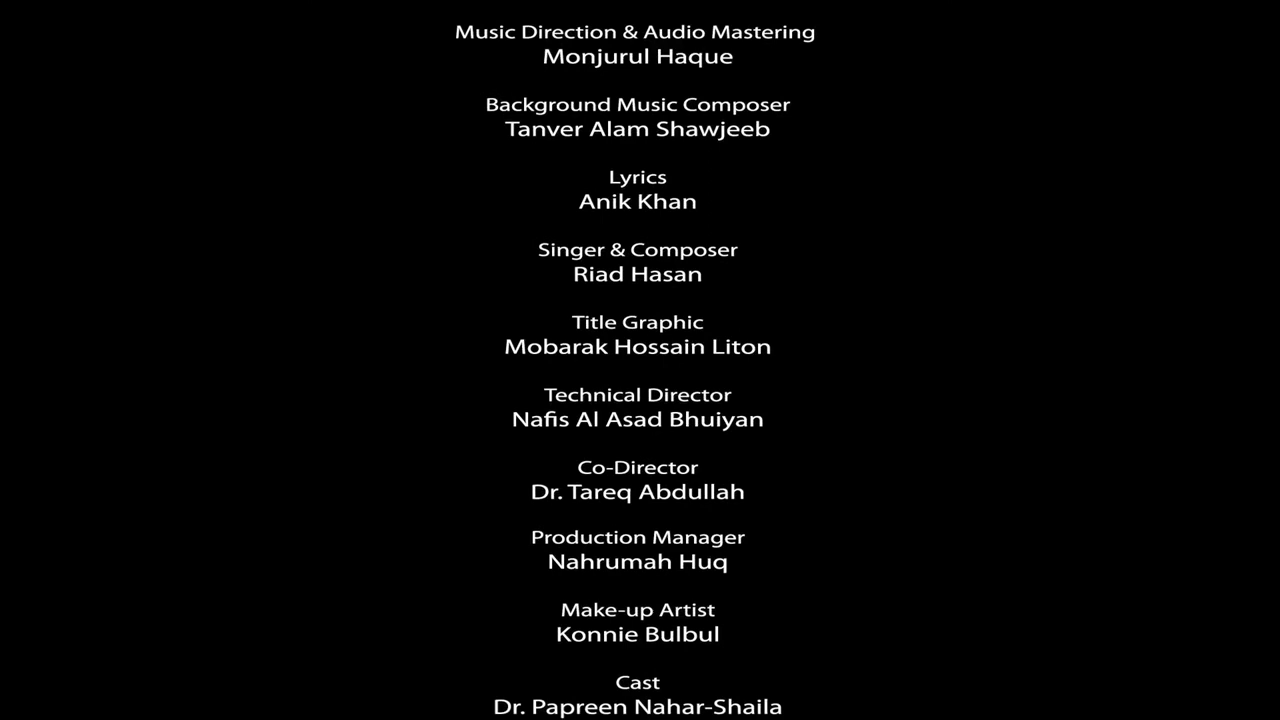 Music Direction & Audio Mastering
Monjurul Haque
Background Music Composer
Tanver Alam Shawjeeb
Lyrics
Anik Khan
Singer & Composer
Riad Hasan
Title Graphic
Mobarak Hossain Liton
Technical Director
Nafis Al Asad Bhuiyan
Co-Director
Dr. Tareq Abdullah
Production Manager
Nahrumah Huq
Make-up Artist
Konnie Bulbul
Cast
Dr. Papreen Nahar-Shaila